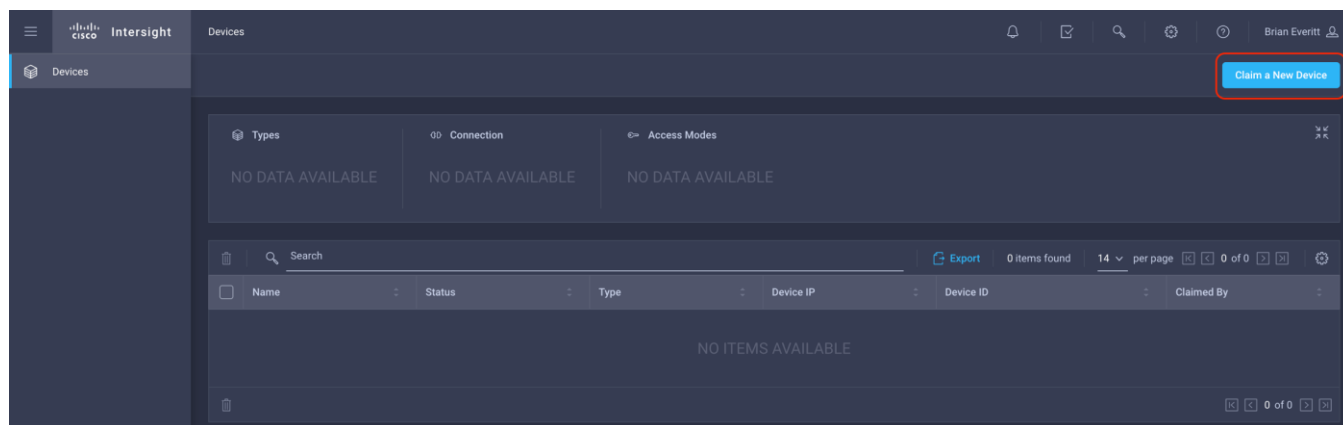 cisco Intersight Devices Brian Everitt
Devices
Claim a New Device
Types Connection Access Modes
NO DATA AVAILABLE NO DATA AVAILABLE NO DATA AVAILABLE
Search Export 0 items found 14 per page 0 of 0
Name Status Type Device IP Device ID Claimed By
NO ITEMS AVAILABLE
0 of 0